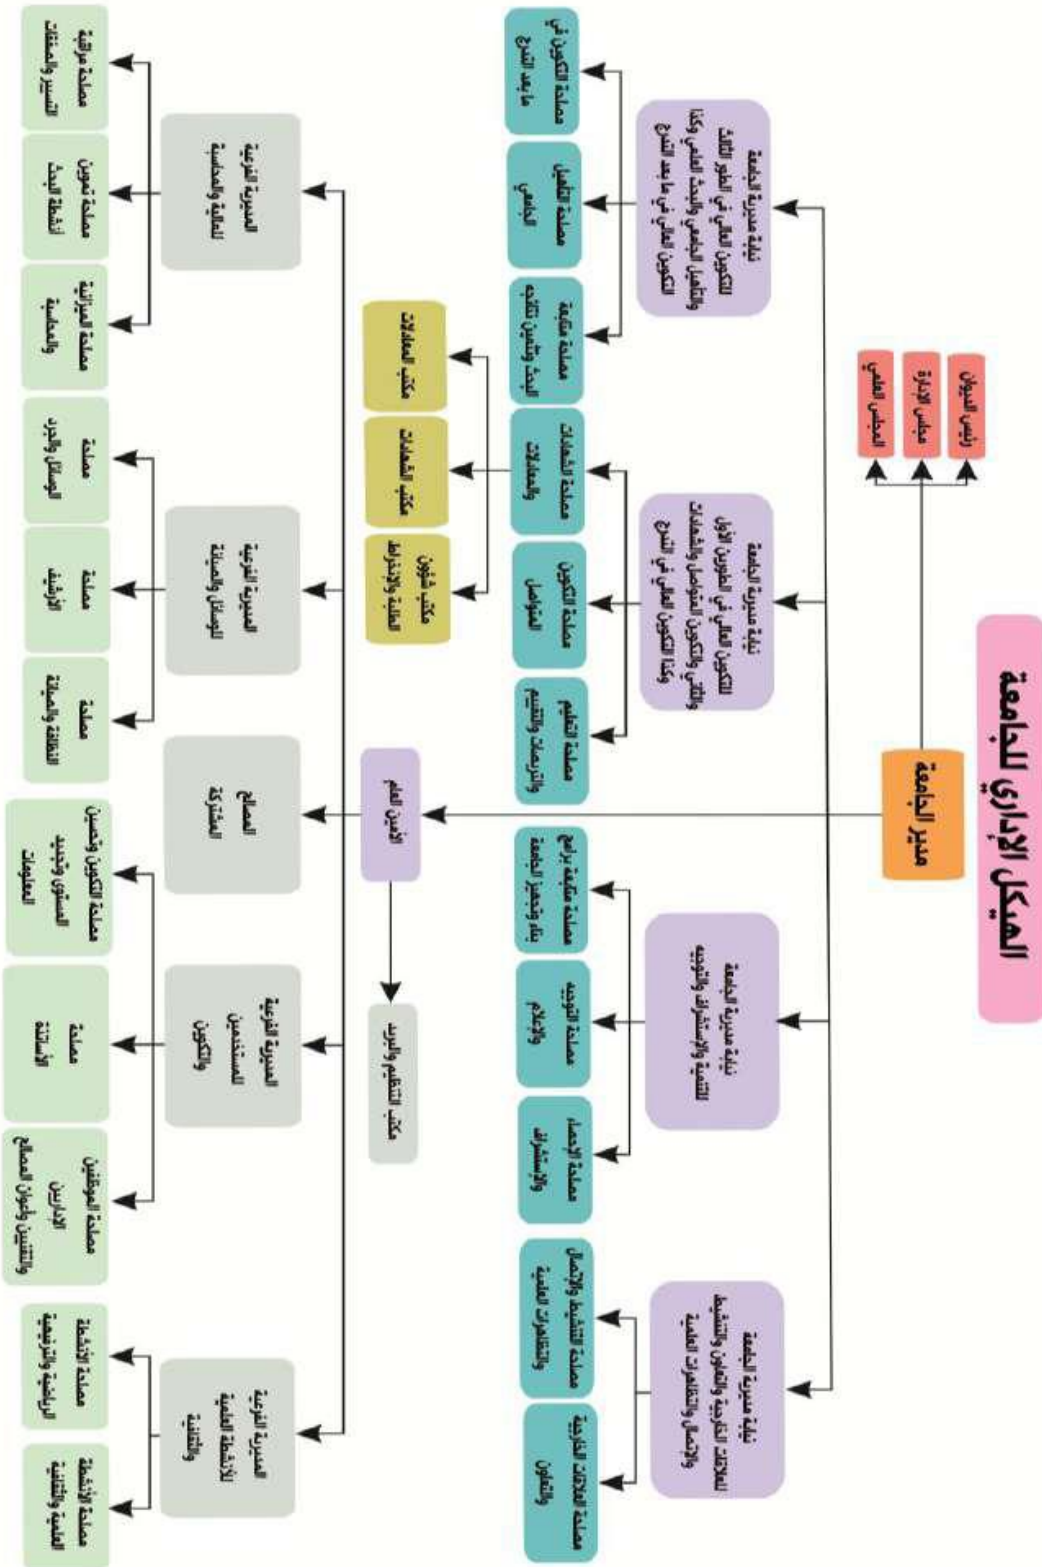 الهيكل الإداري للجامعة
رئيس الديوان
مجلس الإدارة
المجلس العلمي
مدير الجامعة
نيابة مديرية الجامعة
للعلاقات الخارجية والتعاون والتنشيط
والإتصال والتظاهرات العلمية
نيابة مديرية الجامعة
للتنمية والإستشراف والتوجيه
نيابة مديرية الجامعة
للتكوين العالي في الطورين الأول
والثاني والتكوين المتواصل والشهادات
وكذا التكوين العالي في التدرج
نيابة مديرية الجامعة
للتكوين العالي في الطور الثالث
والتأهيل الجامعي والبحث العلمي وكذا
التكوين العالي في ما بعد التدرج
مصلحة العلاقات الخارجية
والتعاون
مصلحة التنشيط والإتصال
والتظاهرات العلمية
مصلحة الإحصاء
والإستشراف
مصلحة التوجيه
والإعلام
مصلحة متابعة برامج
بناء وتجهيز الجامعة
مصلحة التعليم
والتربصات والتقييم
مصلحة التكوين
المتواصل
مصلحة الشهادات
والمعادلات
مصلحة متابعة
البحث وتثمين نتائجه
مصلحة التأهيل
الجامعي
مصلحة التكوين في
ما بعد التدرج
مكتب شؤون
الطلبة والإنخراط
مكتب الشهادات
مكتب المعادلات
الأمين العام
مكتب التنظيم والبريد
المديرية الفرعية
للأنشطة العلمية
والثقافية
المديرية الفرعية
للمستخدمين
والتكوين
المصالح
المشتركة
المديرية الفرعية
للوسائل والصيانة
المديرية الفرعية
للمالية والمحاسبة
مصلحة الأنشطة
العلمية والثقافية
مصلحة الأنشطة
الرياضية والترفيهية
مصلحة الموظفين
الإداريين
والتقنيين وأعوان المصالح
مصلحة
الأساتذة
مصلحة التكوين وتحسين
المستوى وتجديد
المعلومات
مصلحة
النظافة والصيانة
مصلحة
الأرشيف
مصلحة
الوسائل والجرد
مصلحة الميزانية
والمحاسبة
مصلحة تموين
أنشطة البحث
مصلحة مراقبة
التسيير والصفقات